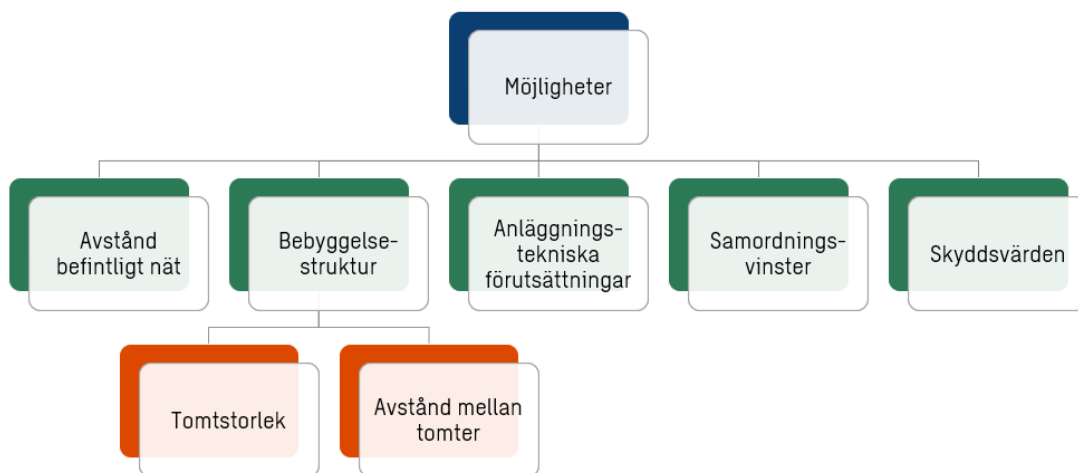 Möjligheter
Avstånd
befintligt nät
Bebyggelse-
struktur
Anläggnings-
tekniska
förutsättningar
Samordnings-
vinster
Skyddsvärden
Tomtstorlek
Avstånd mellan
tomter